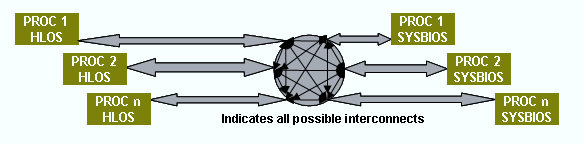 PROC 1
HLOS
PROC 1
SYSBIOS
PROC 2
HLOS
PROC 2
SYSBIOS
PROC n
HLOS
PROC n
SYSBIOS
Indicates all possible interconnects